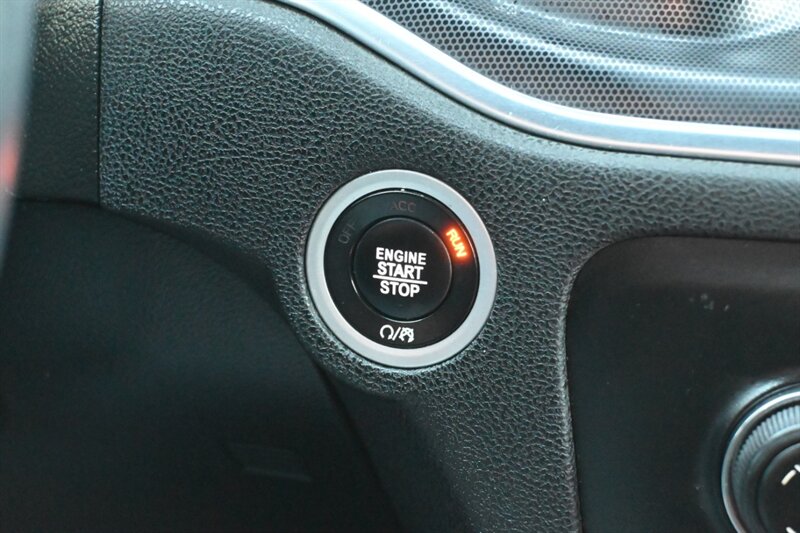 OFF ACC RUN
ENGINE
START
STOP